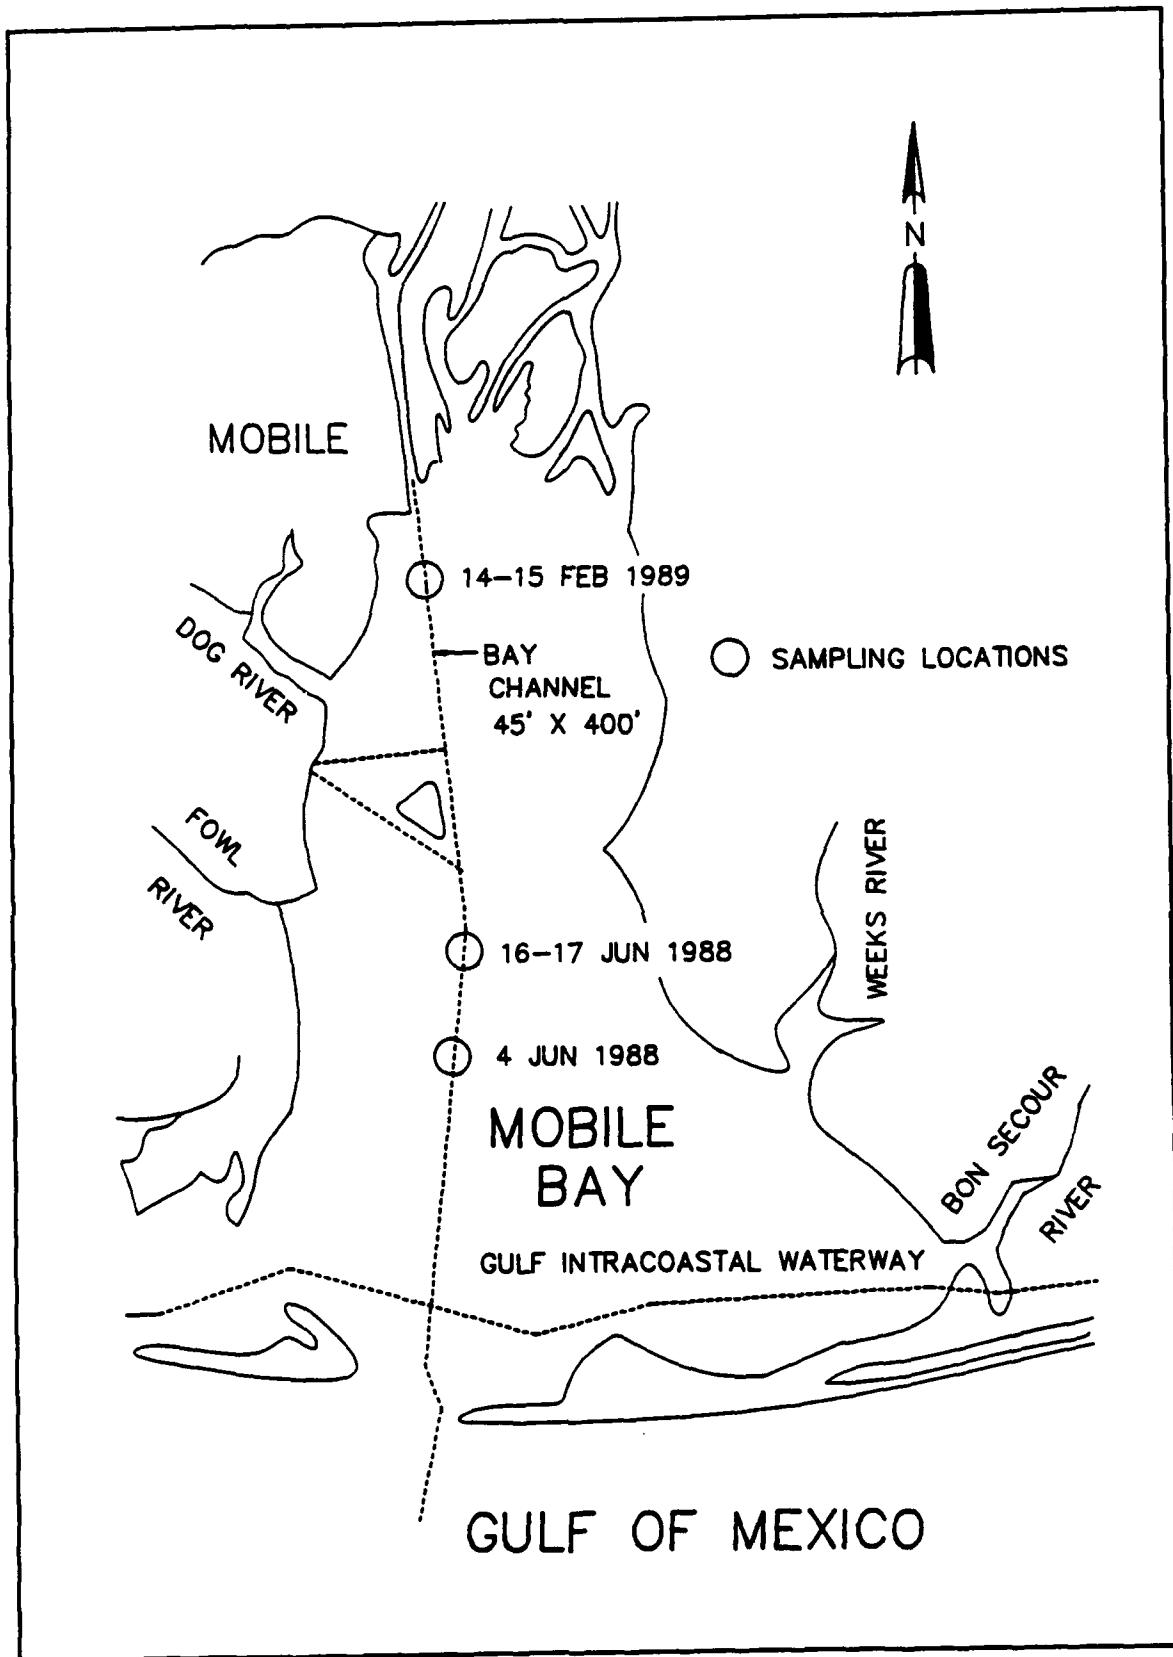 N
MOBILE
14–15 FEB 1989
DOG RIVER
BAY
CHANNEL
45' X 400'
SAMPLING LOCATIONS
FOWL
RIVER
WEEKS RIVER
16–17 JUN 1988
4 JUN 1988
MOBILE
BAY
BON SECOUR
RIVER
GULF INTRACOASTAL WATERWAY
GULF OF MEXICO